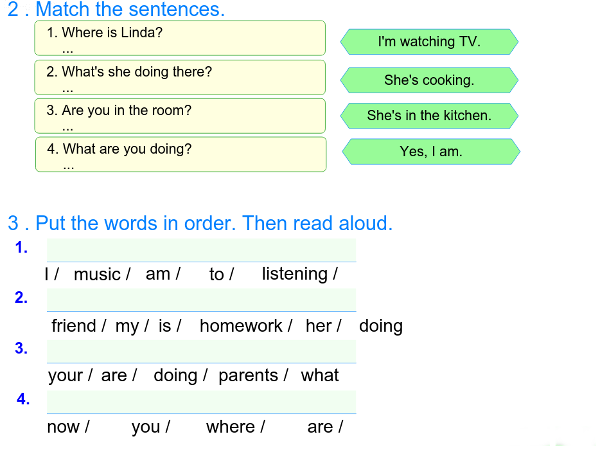 2 . Match the sentences.
1. Where is Linda?
...
I'm watching TV.
2. What's she doing there?
...
She's cooking.
3. Are you in the room?
...
She's in the kitchen.
4. What are you doing?
...
Yes, I am.
3 . Put the words in order. Then read aloud.
1.
I / music / am / to / listening /
2.
friend / my / is / homework / her / doing
3.
your / are / doing / parents / what
4.
now / you / where / are /